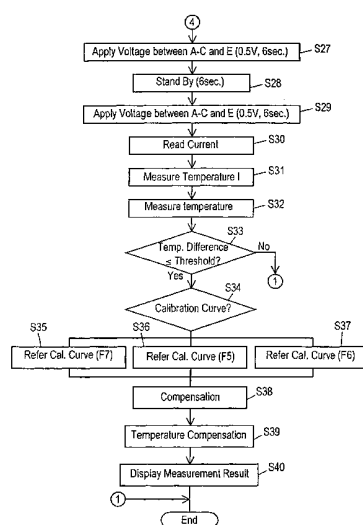 4
Apply Voltage between A-C and E (0.5V, 6sec.)
S27
Stand By (6sec.)
S28
Apply Voltage between A-C and E (0.5V, 6sec.)
S29
Read Current
S30
Measure Temperature I
S31
Measure temperature
S32
Temp. Difference
≤ Threshold?
S33
No
1
Yes
Calibration Curve?
S34
S35
Refer Cal. Curve (F7)
S36
Refer Cal. Curve (F5)
S37
Refer Cal. Curve (F6)
Compensation
S38
Temperature Compensation
S39
Display Measurement Result
S40
1
End